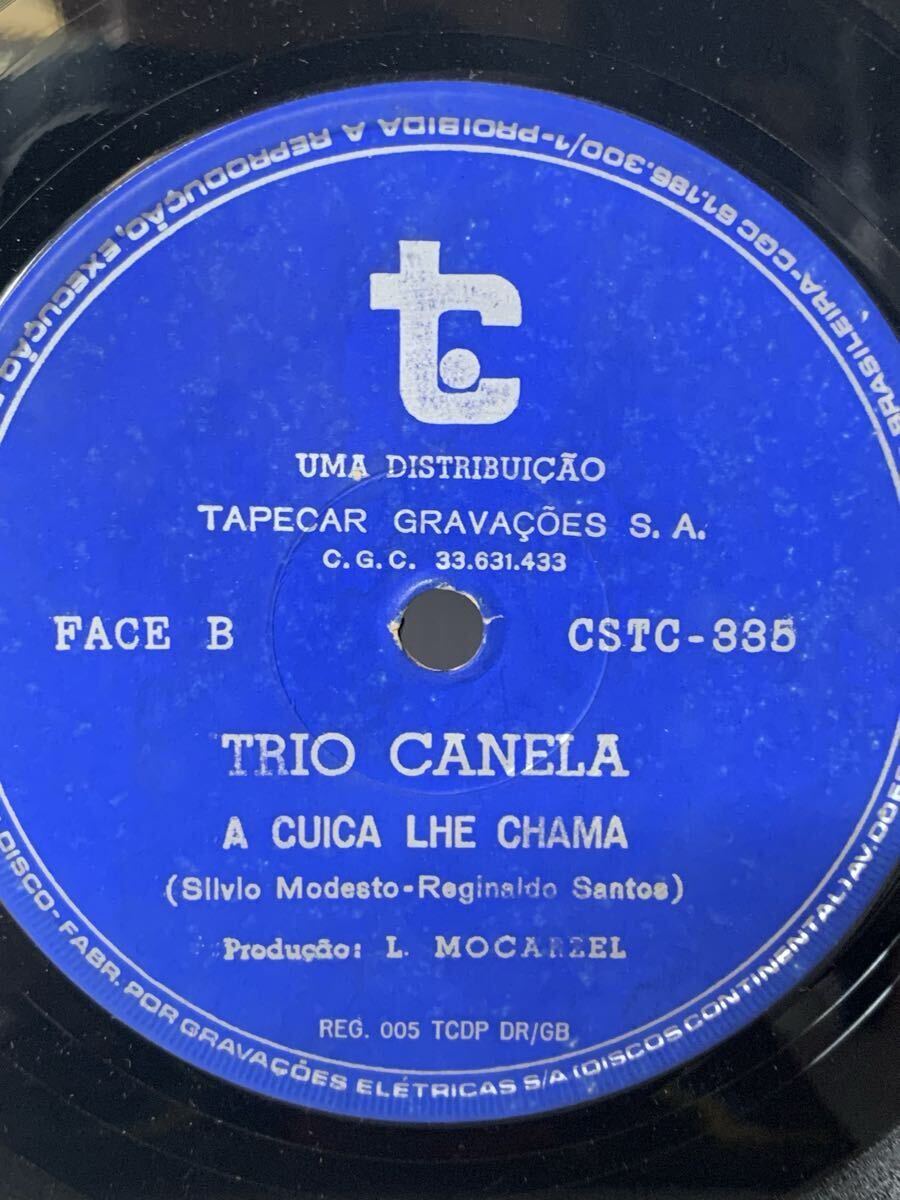 tc
UMA DISTRIBUIÇÃO
TAPECAR GRAVAÇÕES S. A.
C.G.C. 33.631.433
FACE B
CSTC-335
TRIO CANELA
A CUICA LHE CHAMA
(Silvio Modesto-Reginaldo Santos)
Produção: L. MOCARZEL
REG. 005 TCDP DR/GB
DISCO-FABR. POR GRAVAÇÕES ELÉTRICAS S/A (DISCOS CONTINENTAL) AV. DO
BRASILEIRA-CGC 61.186.300/1-PROIBIDA A REPRODUÇÃO, EXECUÇÃO